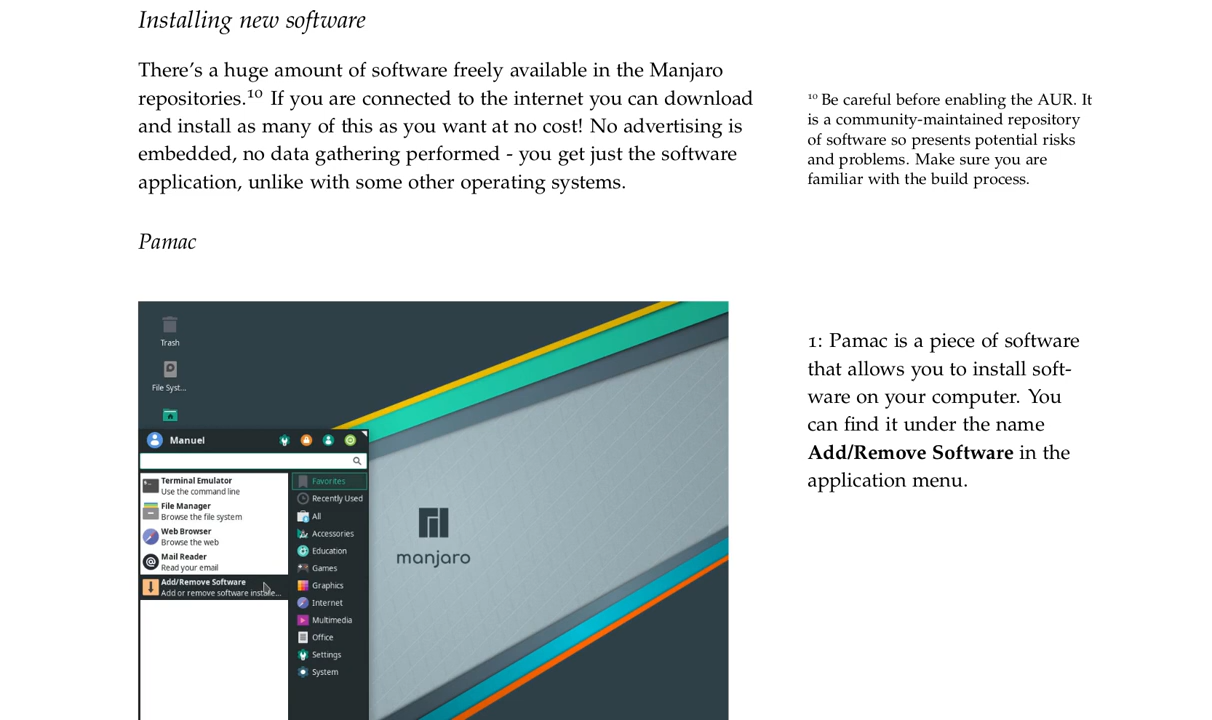 Installing new software
There's a huge amount of software freely available in the Manjaro
repositories.¹⁰ If you are connected to the internet you can download
and install as many of this as you want at no cost! No advertising is
embedded, no data gathering performed - you get just the software
application, unlike with some other operating systems.
¹⁰ Be careful before enabling the AUR. It
is a community-maintained repository
of software so presents potential risks
and problems. Make sure you are
familiar with the build process.
Pamac
1: Pamac is a piece of software
that allows you to install soft-
ware on your computer. You
can find it under the name
Add/Remove Software in the
application menu.
Trash
File Syst...
Manuel
Terminal Emulator
Use the command line
File Manager
Browse the file system
Web Browser
Browse the web
Mail Reader
Read your email
Add/Remove Software
Add or remove software installe...
Favorites
Recently Used
All
Accessories
Education
Games
Graphics
Internet
Multimedia
Office
Settings
System
manjaro